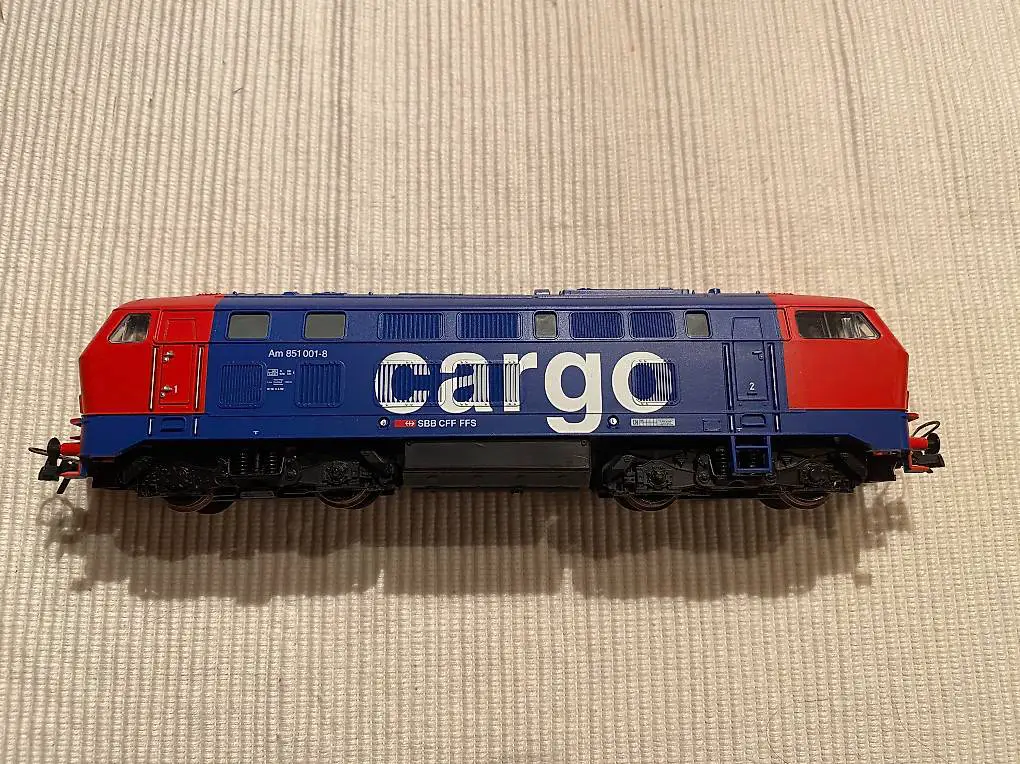 Am 851 001-8
cargo
1
2
SBB CFF FFS